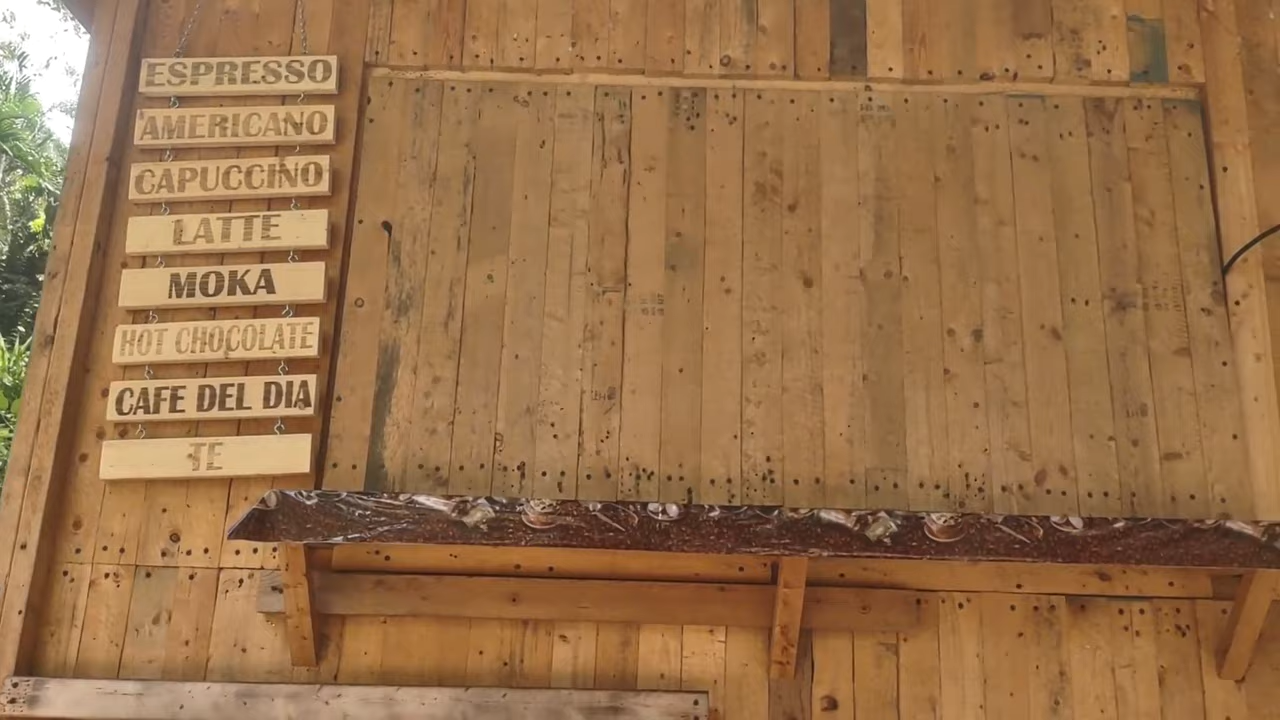 ESPRESSO
AMERICANO
CAPUCCINO
LATTE
MOKA
HOT CHOCOLATE
CAFE DEL DIA
TE